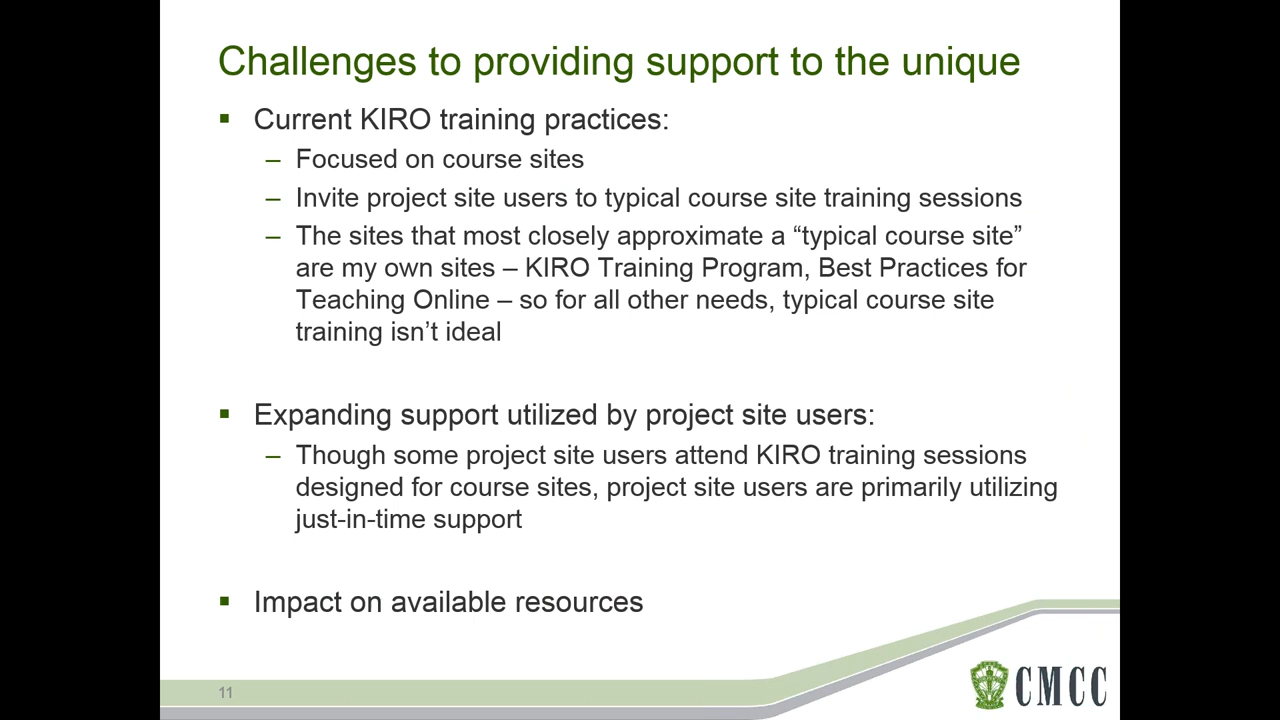 Challenges to providing support to the unique
▪ Current KIRO training practices:
– Focused on course sites
– Invite project site users to typical course site training sessions
– The sites that most closely approximate a “typical course site”
are my own sites – KIRO Training Program, Best Practices for
Teaching Online – so for all other needs, typical course site
training isn’t ideal
▪ Expanding support utilized by project site users:
– Though some project site users attend KIRO training sessions
designed for course sites, project site users are primarily utilizing
just-in-time support
▪ Impact on available resources
11
CMCC